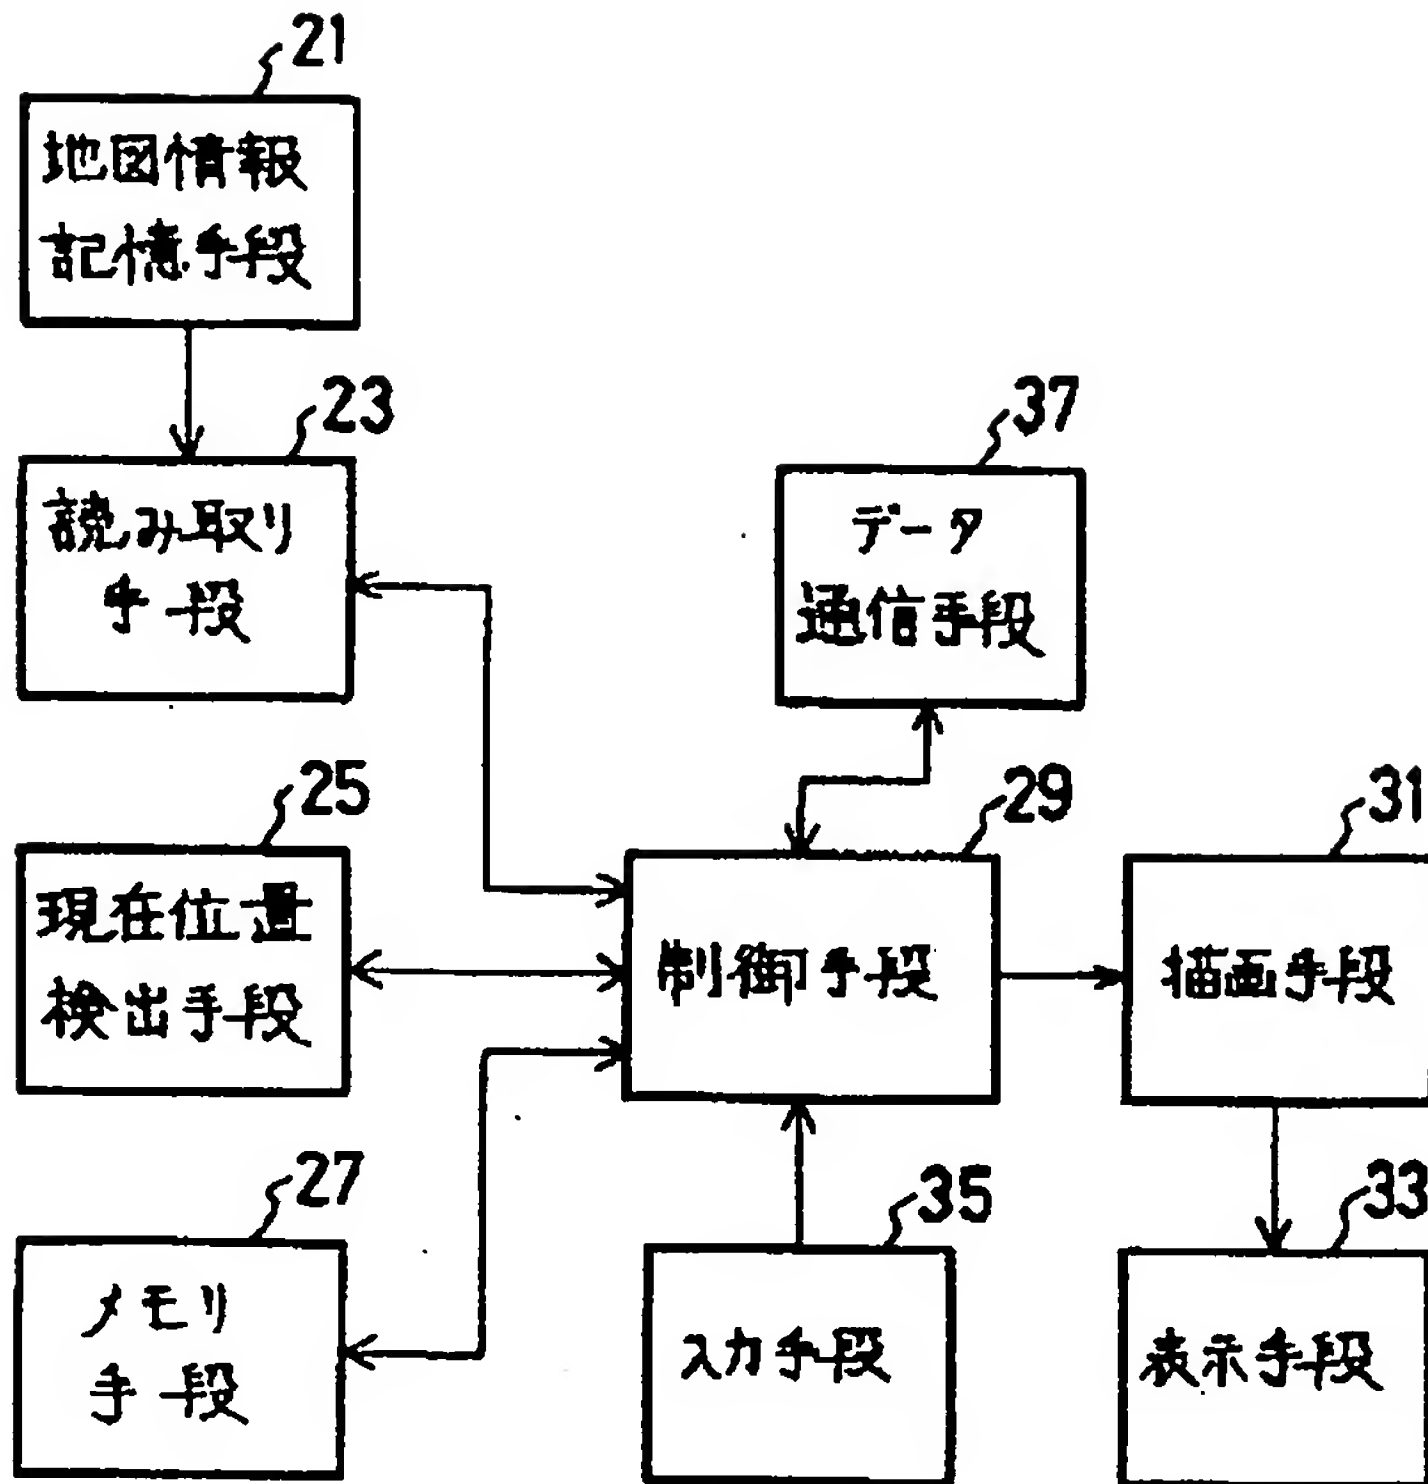 21
地図情報
記憶手段
23
読み取り
手段
37
データ
通信手段
25
現在位置
検出手段
29
制御手段
31
描画手段
27
メモリ
手段
35
入力手段
33
表示手段